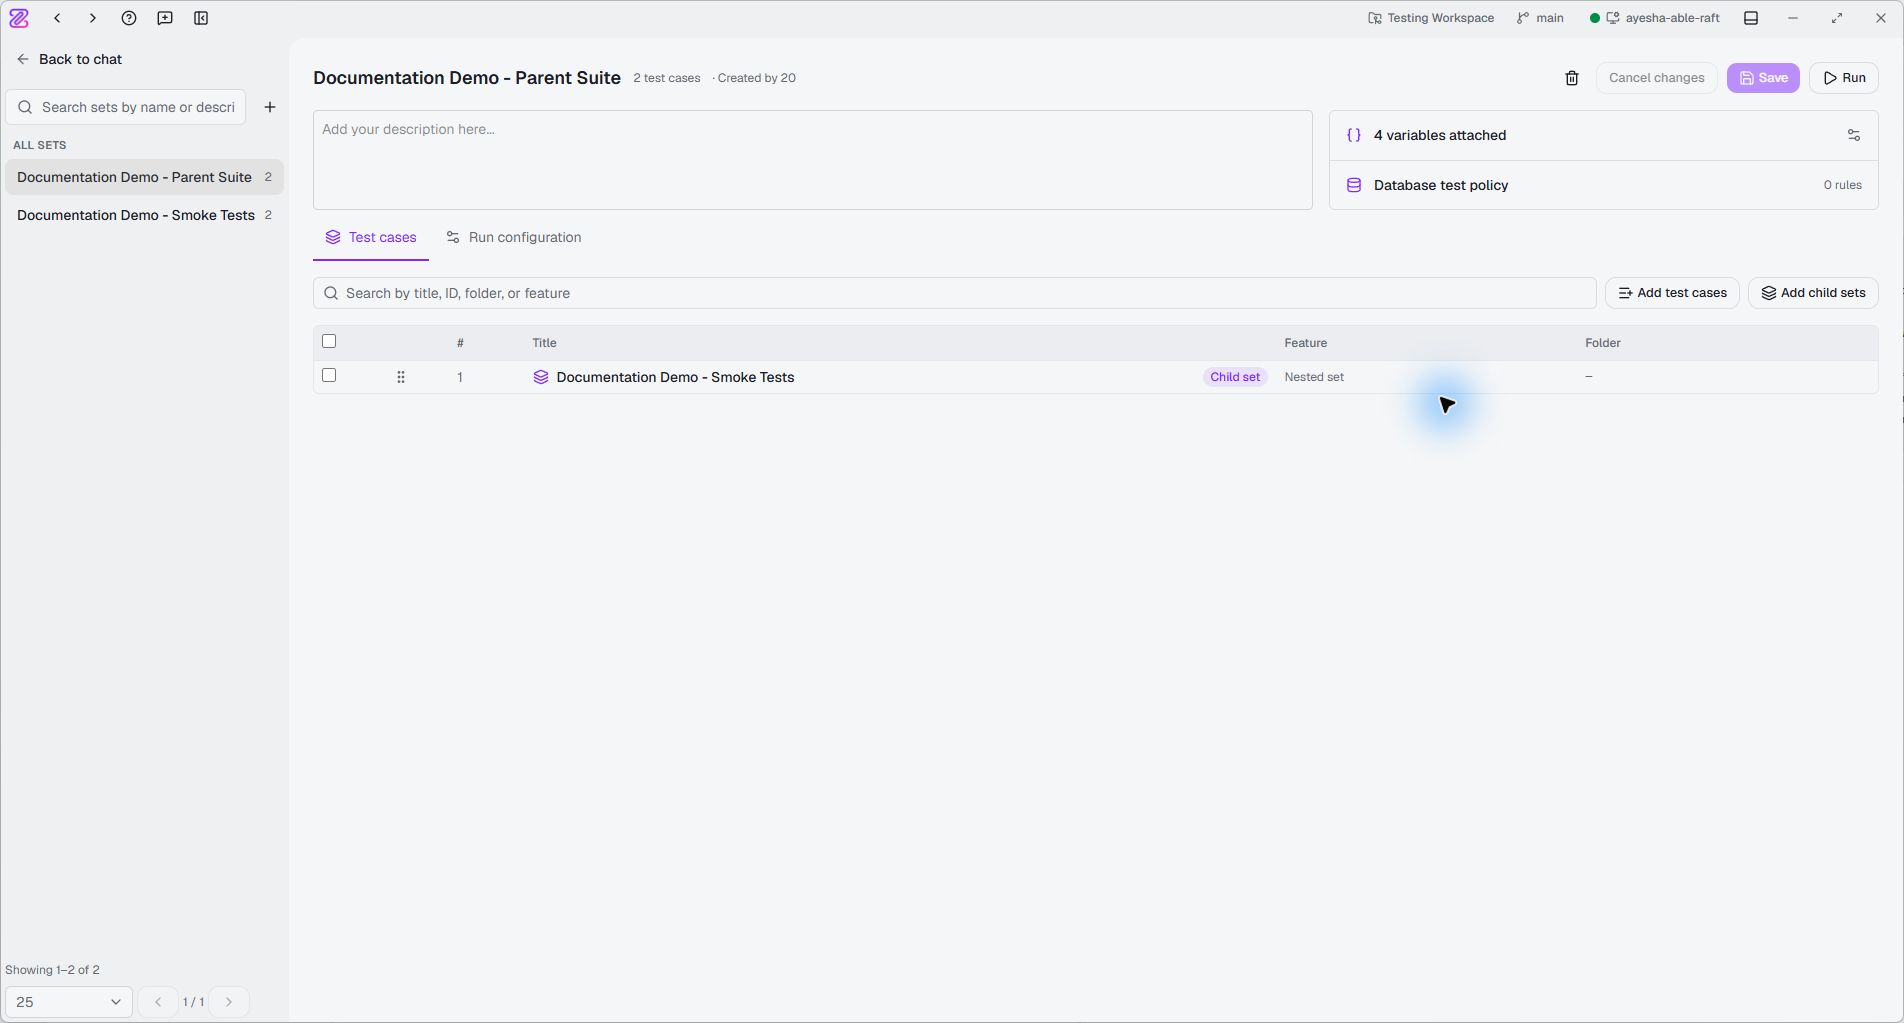 Testing Workspace
main
ayesha-able-raft
Back to chat
Search sets by name or descri
ALL SETS
Documentation Demo - Parent Suite 2
Documentation Demo - Smoke Tests 2
Showing 1–2 of 2
25
1 / 1
Documentation Demo - Parent Suite 2 test cases · Created by 20
Cancel changes
Save
Run
Add your description here...
4 variables attached
Database test policy 0 rules
Test cases
Run configuration
Search by title, ID, folder, or feature
Add test cases
Add child sets
# Title Feature Folder
1 Documentation Demo - Smoke Tests Child set Nested set –